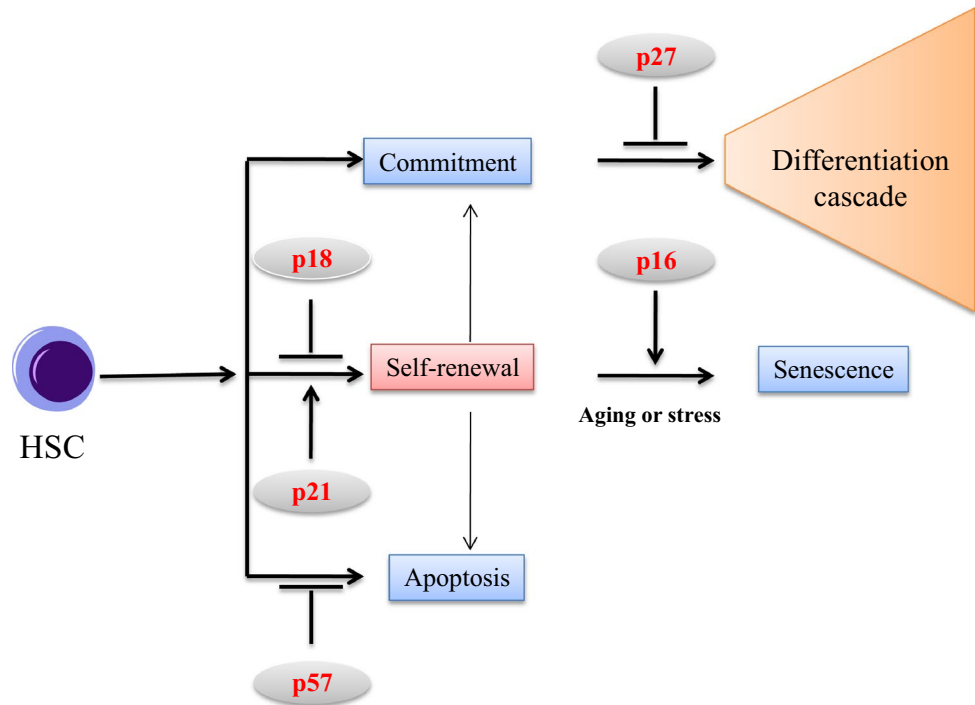 p27
Commitment
Differentiation
cascade
p18
p16
HSC
Self-renewal
Senescence
Aging or stress
p21
Apoptosis
p57